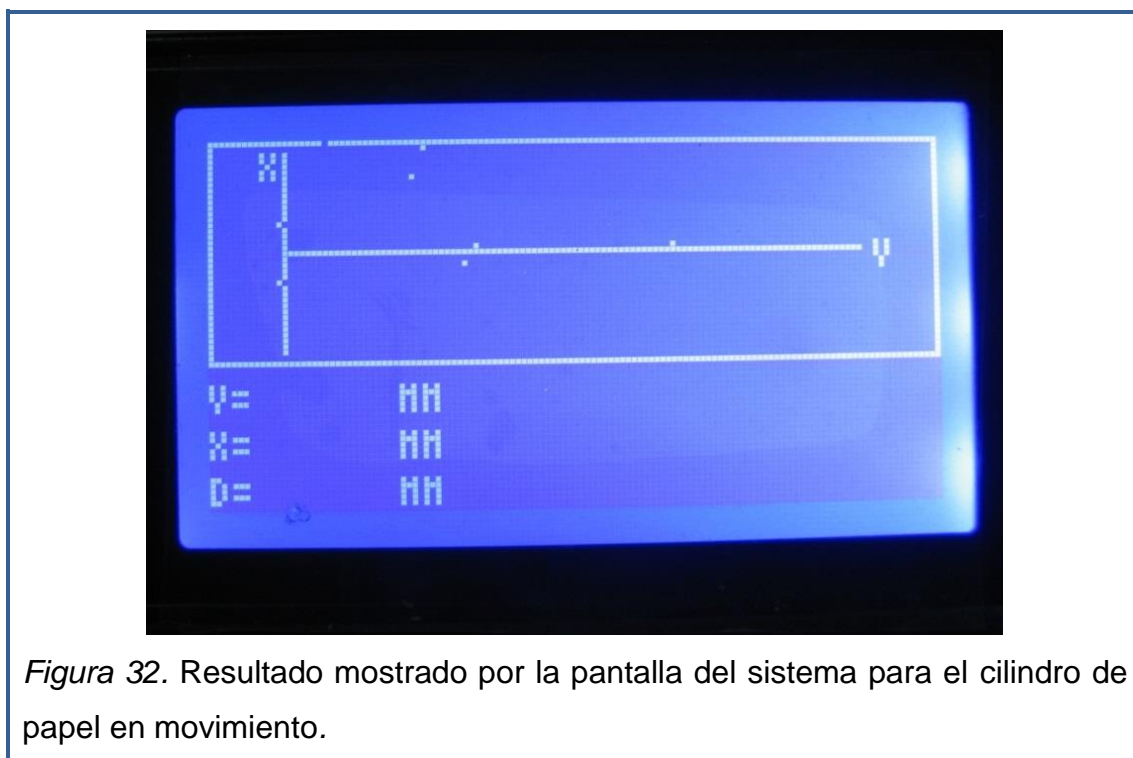 X
Y
Y= MM
X= MM
D= MM
Figura 32. Resultado mostrado por la pantalla del sistema para el cilindro de
papel en movimiento.